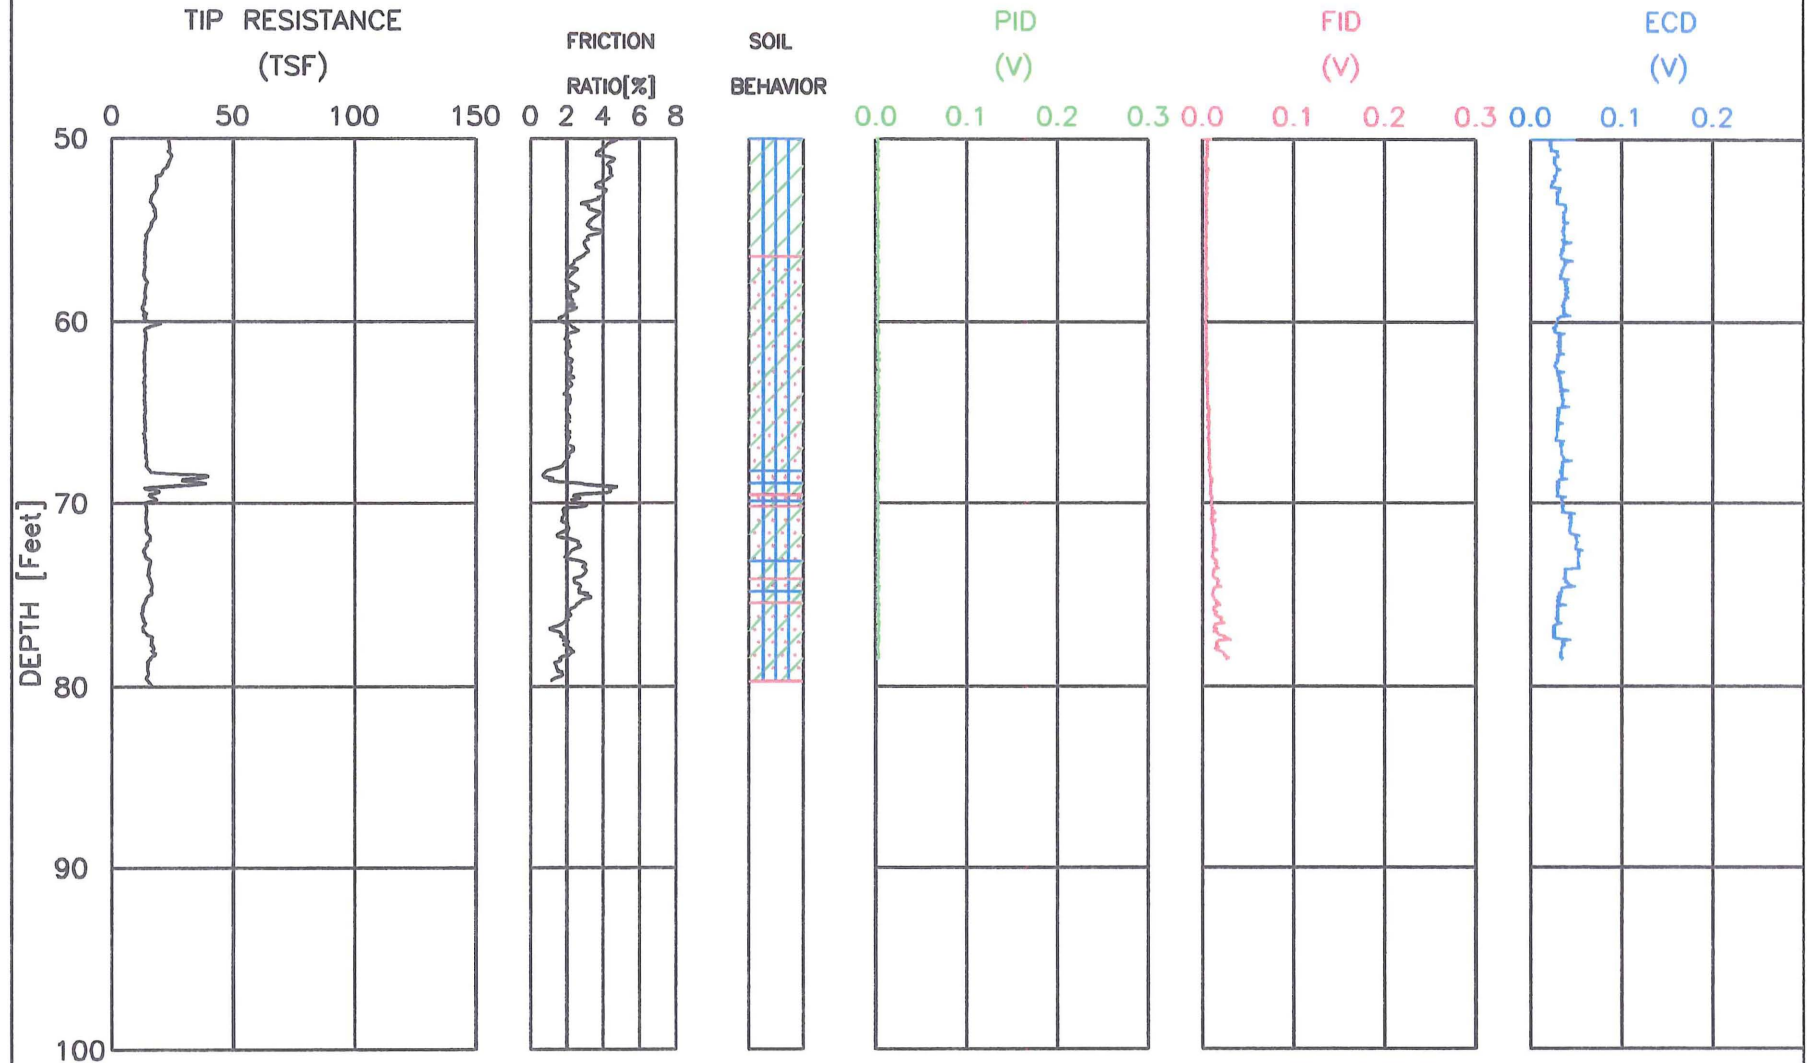 TIP RESISTANCE
(TSF)
0 50 100 150
FRICTION
RATIO[%]
0 2 4 6 8
SOIL
BEHAVIOR
PID
(V)
0.0 0.1 0.2 0.3
FID
(V)
0.0 0.1 0.2 0.3
ECD
(V)
0.0 0.1 0.2
DEPTH [Feet]
50
60
70
80
90
100